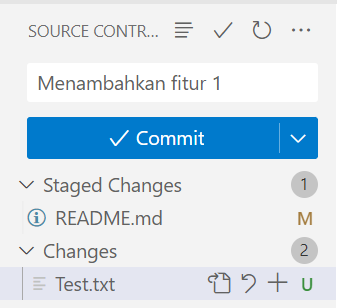 SOURCE CONTR...
Menambahkan fitur 1
Commit
Staged Changes 1
README.md M
Changes 2
Test.txt U